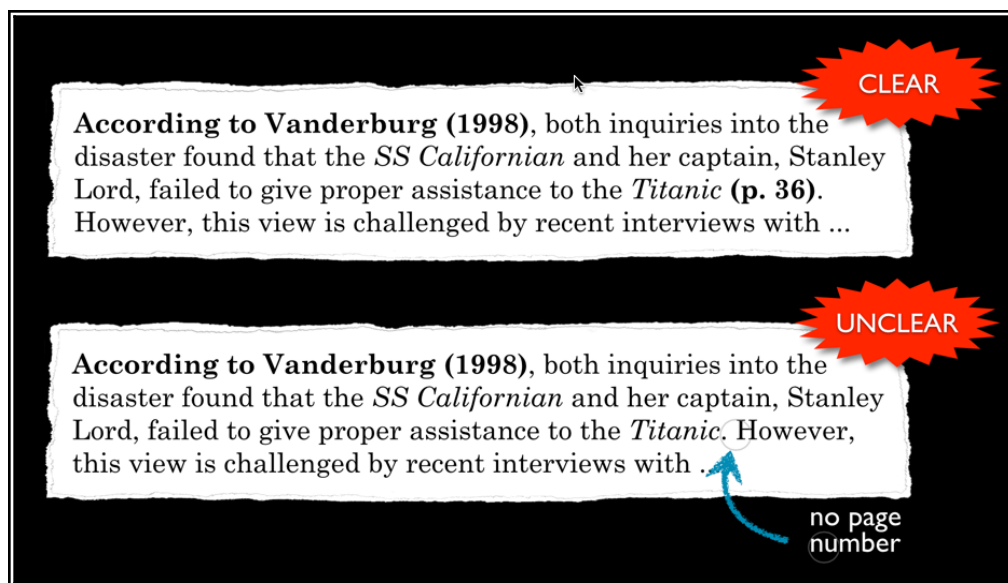 CLEAR
According to Vanderburg (1998), both inquiries into the
disaster found that the SS Californian and her captain, Stanley
Lord, failed to give proper assistance to the Titanic (p. 36).
However, this view is challenged by recent interviews with ...
UNCLEAR
According to Vanderburg (1998), both inquiries into the
disaster found that the SS Californian and her captain, Stanley
Lord, failed to give proper assistance to the Titanic. However,
this view is challenged by recent interviews with ...
no page
number